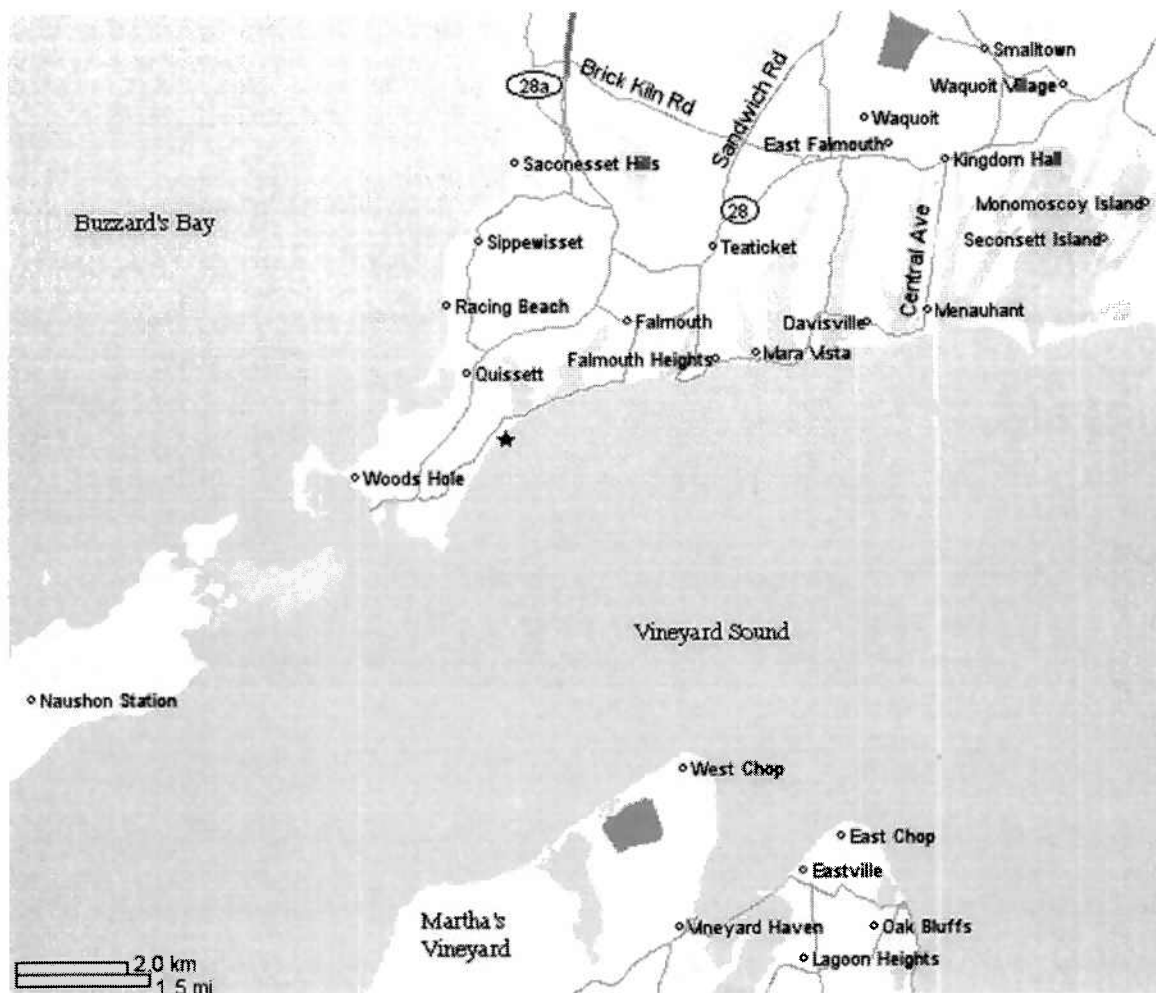 Smalltown
28a
Brick Kiln Rd
Sandwich Rd
Waquoit Village
Waquoit
East Falmouth
Saconesset Hills
Kingdom Hall
Monomoscoy Island
28
Buzzard's Bay
Sippewisset
Teaticket
Seconsett Island
Central Ave
Racing Beach
Falmouth
Davisville
Menauhant
Falmouth Heights
Mara Vista
Quissett
Woods Hole
Vineyard Sound
Naushon Station
West Chop
East Chop
Eastville
Martha's
Vineyard
Vineyard Haven
Oak Bluffs
Lagoon Heights
2.0 km
1.5 mi